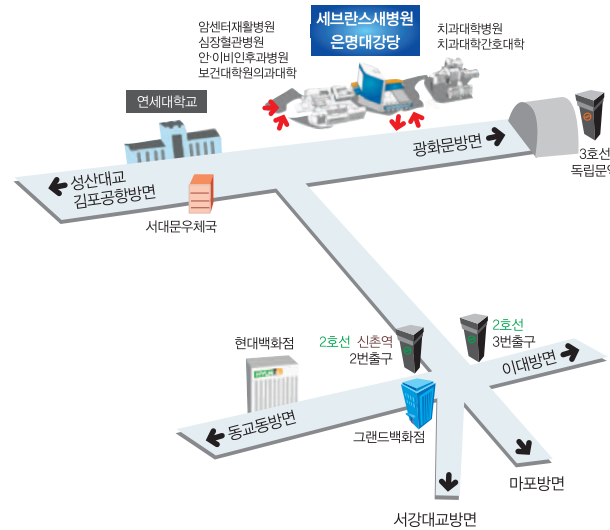 암센터재활병원
심장혈관병원
안·이비인후과병원
보건대학원의과대학
세브란스새병원
은명대강당
치과대학병원
치과대학간호대학
연세대학교
광화문방면
3호선
독립문역
성산대교
김포공항방면
서대문우체국
2호선 신촌역
2번출구
2호선
3번출구
현대백화점
이대방면
동교동방면
그랜드백화점
마포방면
서강대교방면